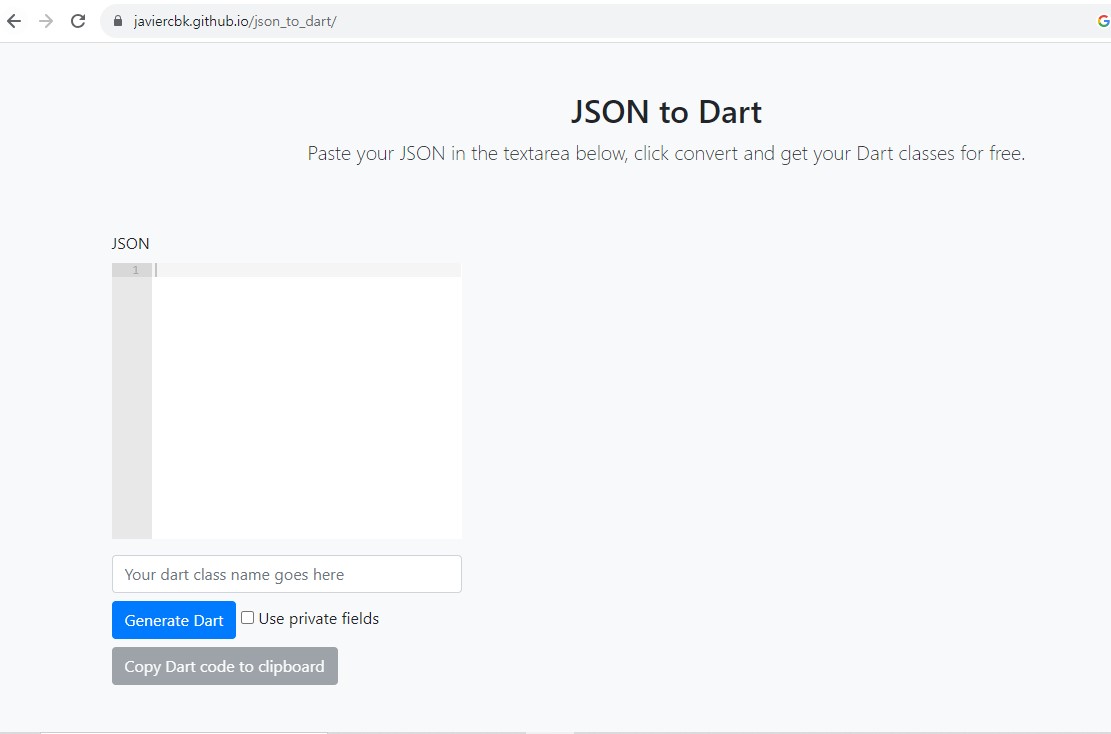 javiercbk.github.io/json_to_dart/
G
JSON to Dart
Paste your JSON in the textarea below, click convert and get your Dart classes for free.
JSON
1
Your dart class name goes here
Generate Dart Use private fields
Copy Dart code to clipboard